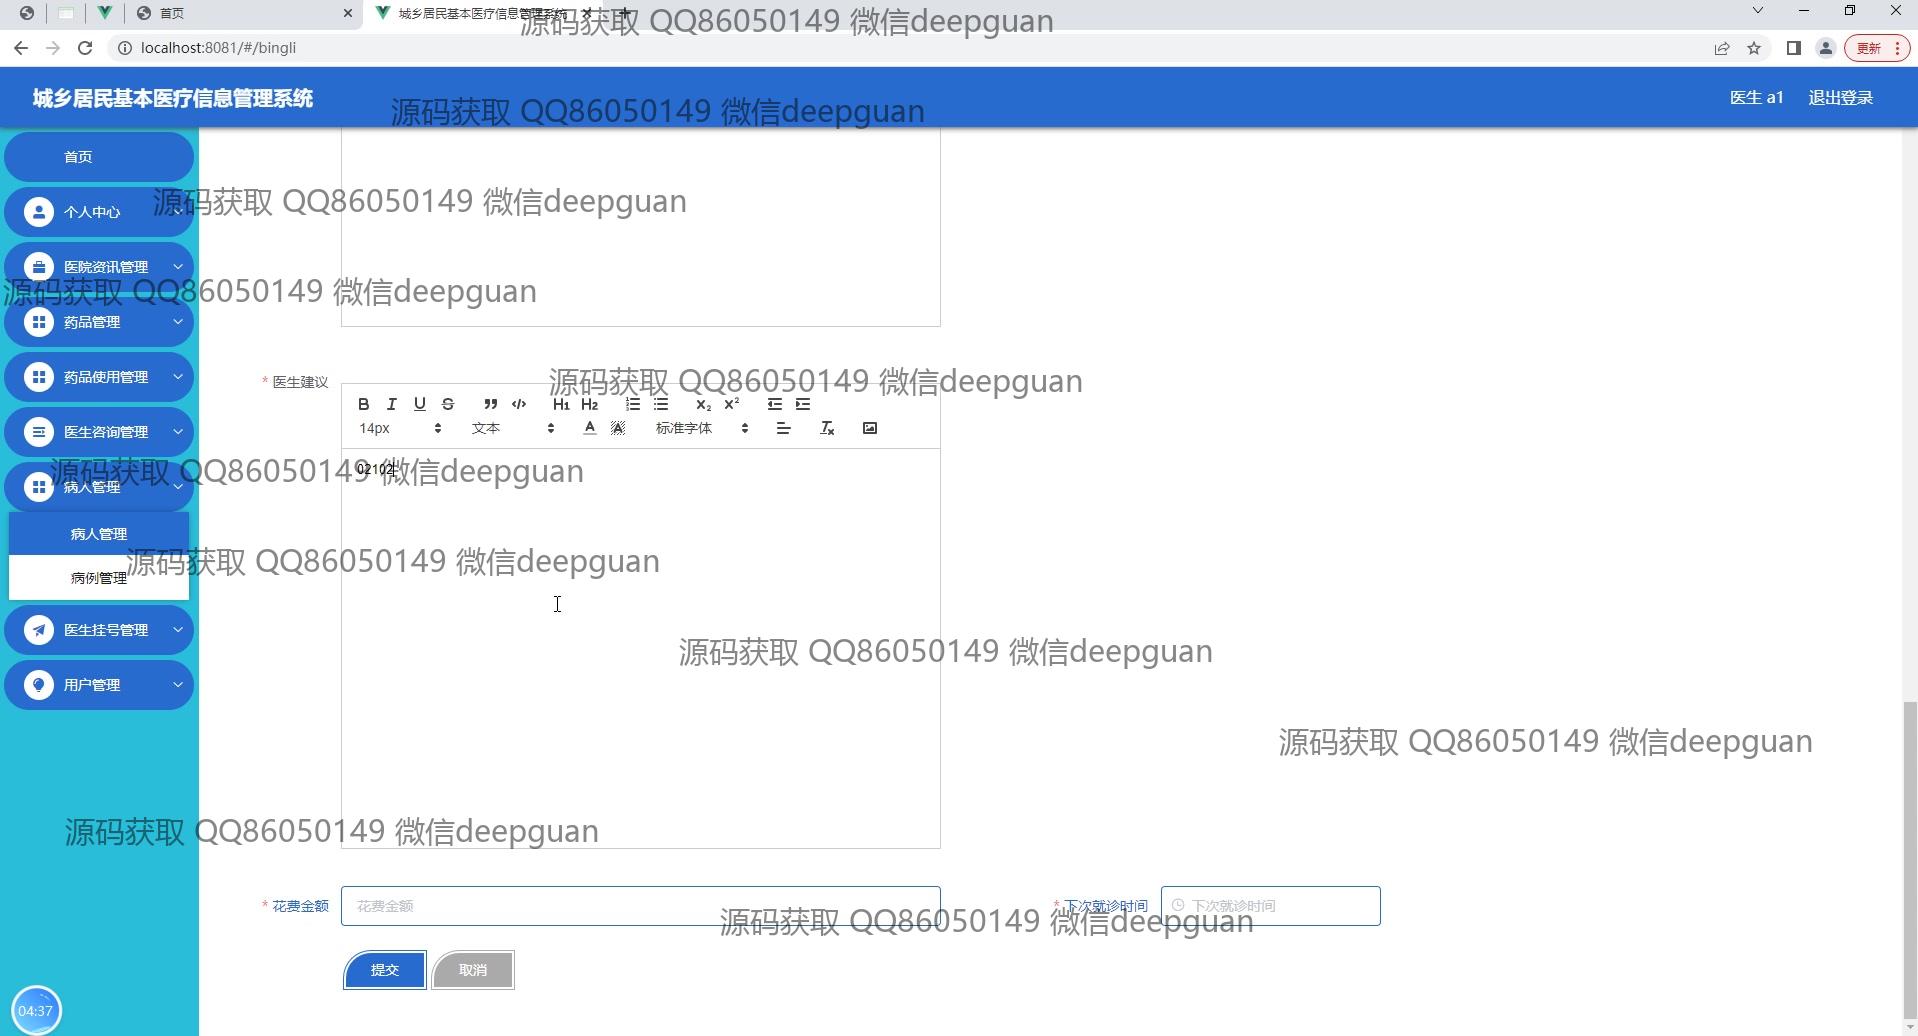 首页
城乡居民基本医疗信息管理系统
源码获取 QQ86050149 微信deepguan
localhost:8081/#/bingli
更新
城乡居民基本医疗信息管理系统
源码获取 QQ86050149 微信deepguan
医生 a1
退出登录
首页
个人中心
源码获取 QQ86050149 微信deepguan
医院资讯管理
源码获取 QQ86050149 微信deepguan
药品管理
药品使用管理
* 医生建议
源码获取 QQ86050149 微信deepguan
B I U S ” </> H1 H2 X₂ X²
14px 文本 A A 标准字体 Tx
医生咨询管理
02102
源码获取 QQ86050149 微信deepguan
病人管理
病人管理
源码获取 QQ86050149 微信deepguan
病例管理
医生挂号管理
源码获取 QQ86050149 微信deepguan
用户管理
源码获取 QQ86050149 微信deepguan
源码获取 QQ86050149 微信deepguan
* 花费金额 花费金额
* 下次就诊时间 下次就诊时间
源码获取 QQ86050149 微信deepguan
提交 取消
04:37